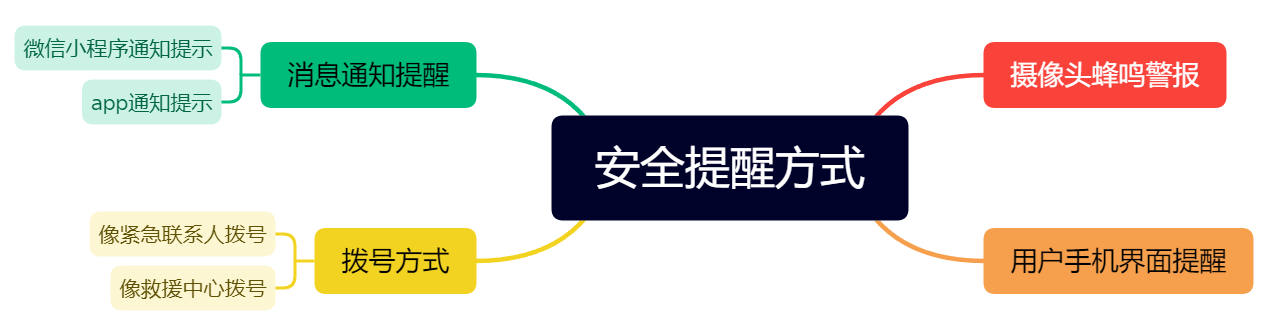 微信小程序通知提示
app通知提示
消息通知提醒
像紧急联系人拨号
像救援中心拨号
拨号方式
安全提醒方式
摄像头蜂鸣警报
用户手机界面提醒